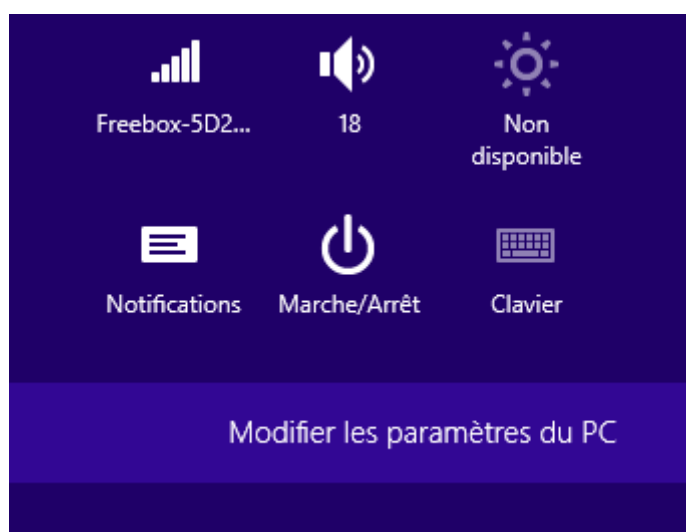 Freebox-5D2...
18
Non
disponible
Notifications
Marche/Arrêt
Clavier
Modifier les paramètres du PC